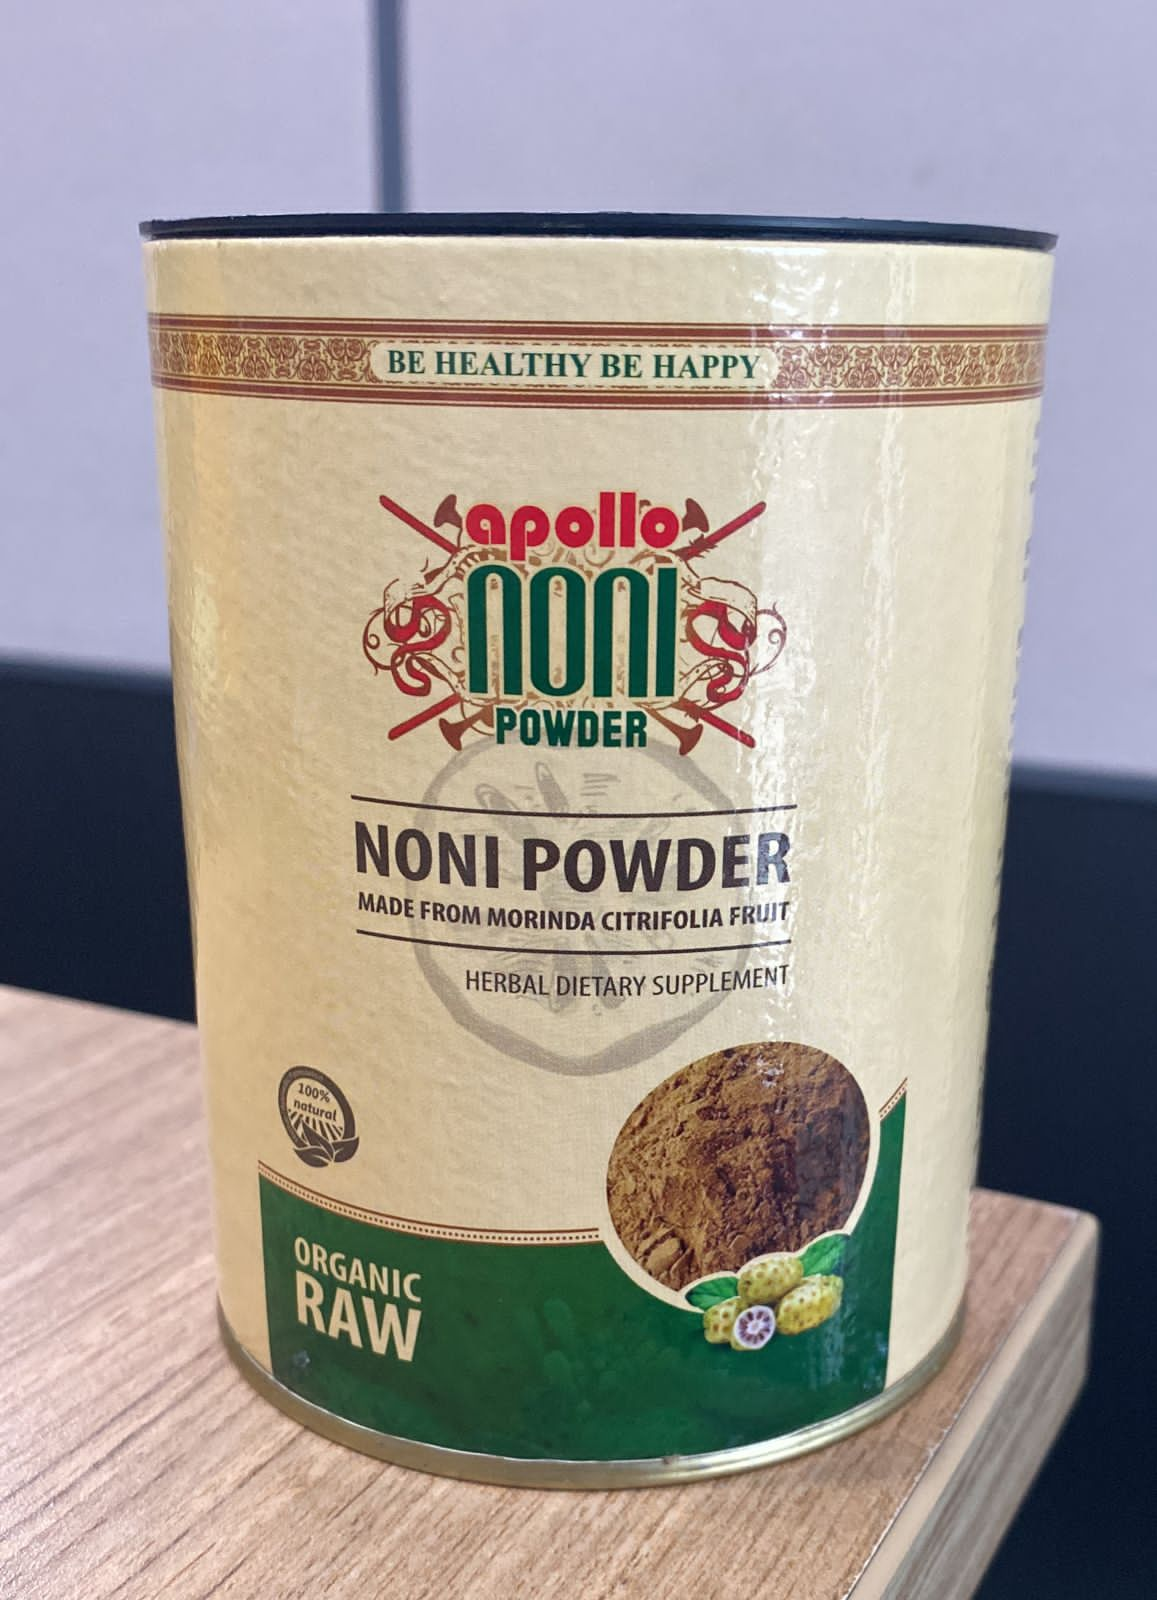 BE HEALTHY BE HAPPY
apollo
NONI
POWDER
NONI POWDER
MADE FROM MORINDA CITRIFOLIA FRUIT
HERBAL DIETARY SUPPLEMENT
100%
natural
ORGANIC
RAW